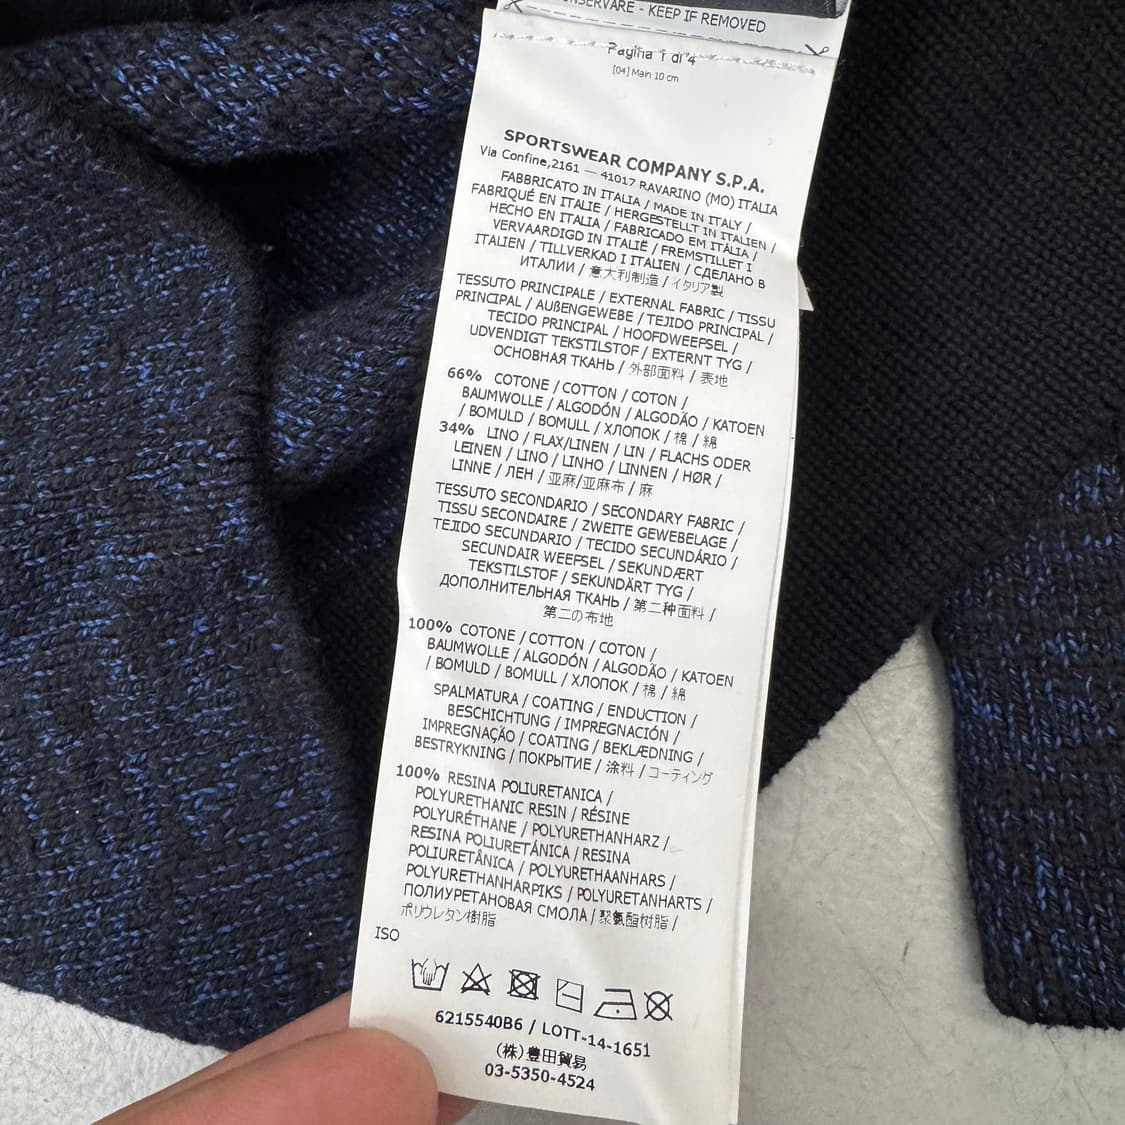 CONSERVARE - KEEP IF REMOVED
Pagina 1 di 4
[04] Main 10 cm
SPORTSWEAR COMPANY S.P.A.
Via Confine,2161 — 41017 RAVARINO (MO) ITALIA
FABBRICATO IN ITALIA / MADE IN ITALY /
FABRIQUÉ EN ITALIE / HERGESTELLT IN ITALIEN /
HECHO EN ITALIA / FABRICADO EM ITÁLIA /
VERVAARDIGD IN ITALIË / FREMSTILLET I
ITALIEN / TILLVERKAD I ITALIEN / СДЕЛАНО В
ИТАЛИИ / 意大利制造 / イタリア製
TESSUTO PRINCIPALE / EXTERNAL FABRIC / TISSU
PRINCIPAL / AUßENGEWEBE / TEJIDO PRINCIPAL /
TECIDO PRINCIPAL / HOOFDWEEFSEL /
UDVENDIGT TEKSTILSTOF / EXTERNT TYG /
ОСНОВНАЯ ТКАНЬ / 外部面料 / 表地
66% COTONE / COTTON / COTON /
BAUMWOLLE / ALGODÓN / ALGODÃO / KATOEN
/ BOMULD / BOMULL / ХЛОПОК / 棉 / 綿
34% LINO / FLAX/LINEN / LIN / FLACHS ODER
LEINEN / LINO / LINHO / LINNEN / HØR /
LINNE / ЛЕН / 亚麻/亚麻布 / 麻
TESSUTO SECONDARIO / SECONDARY FABRIC /
TISSU SECONDAIRE / ZWEITE GEWEBELAGE /
TEJIDO SECUNDARIO / TECIDO SECUNDÁRIO /
SECUNDAIR WEEFSEL / SEKUNDÆRT
TEKSTILSTOF / SEKUNDÄRT TYG /
ДОПОЛНИТЕЛЬНАЯ ТКАНЬ / 第二种面料 /
第二の布地
100% COTONE / COTTON / COTON /
BAUMWOLLE / ALGODÓN / ALGODÃO / KATOEN
/ BOMULD / BOMULL / ХЛОПОК / 棉 / 綿
SPALMATURA / COATING / ENDUCTION /
BESCHICHTUNG / IMPREGNACIÓN /
IMPREGNAÇÃO / COATING / BEKLÆDNING /
BESTRYKNING / ПОКРЫТИЕ / 涂料 / コーティング
100% RESINA POLIURETANICA /
POLYURETHANIC RESIN / RÉSINE
POLYURÉTHANE / POLYURETHANHARZ /
RESINA POLIURETÁNICA / RESINA
POLIURETÂNICA / POLYURETHAANHARS /
POLYURETHANHARPIKS / POLYURETANHARTS /
ПОЛИУРЕТАНОВАЯ СМОЛА / 聚氨酯树脂 /
ポリウレタン樹脂
ISO
6215540B6 / LOTT-14-1651
(株)豊田貿易
03-5350-4524